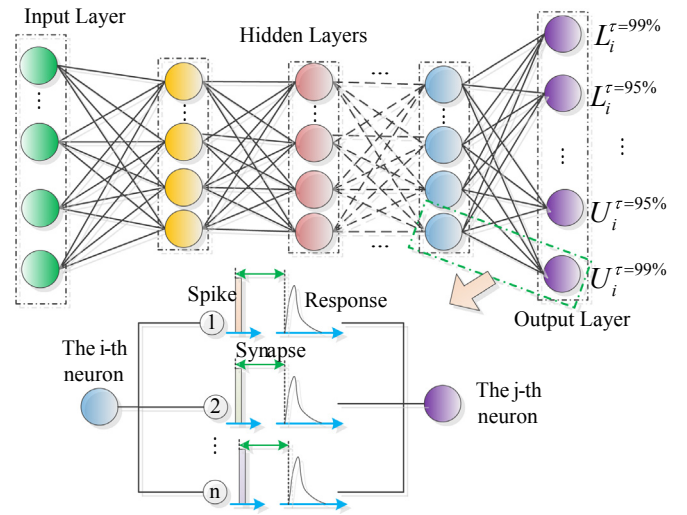 Input Layer
Hidden Layers
...
...
...
L_i^{τ=99%}
L_i^{τ=95%}
...
U_i^{τ=95%}
U_i^{τ=99%}
Output Layer
Spike
Response
1
Synapse
The i-th
neuron
2
The j-th
neuron
...
n